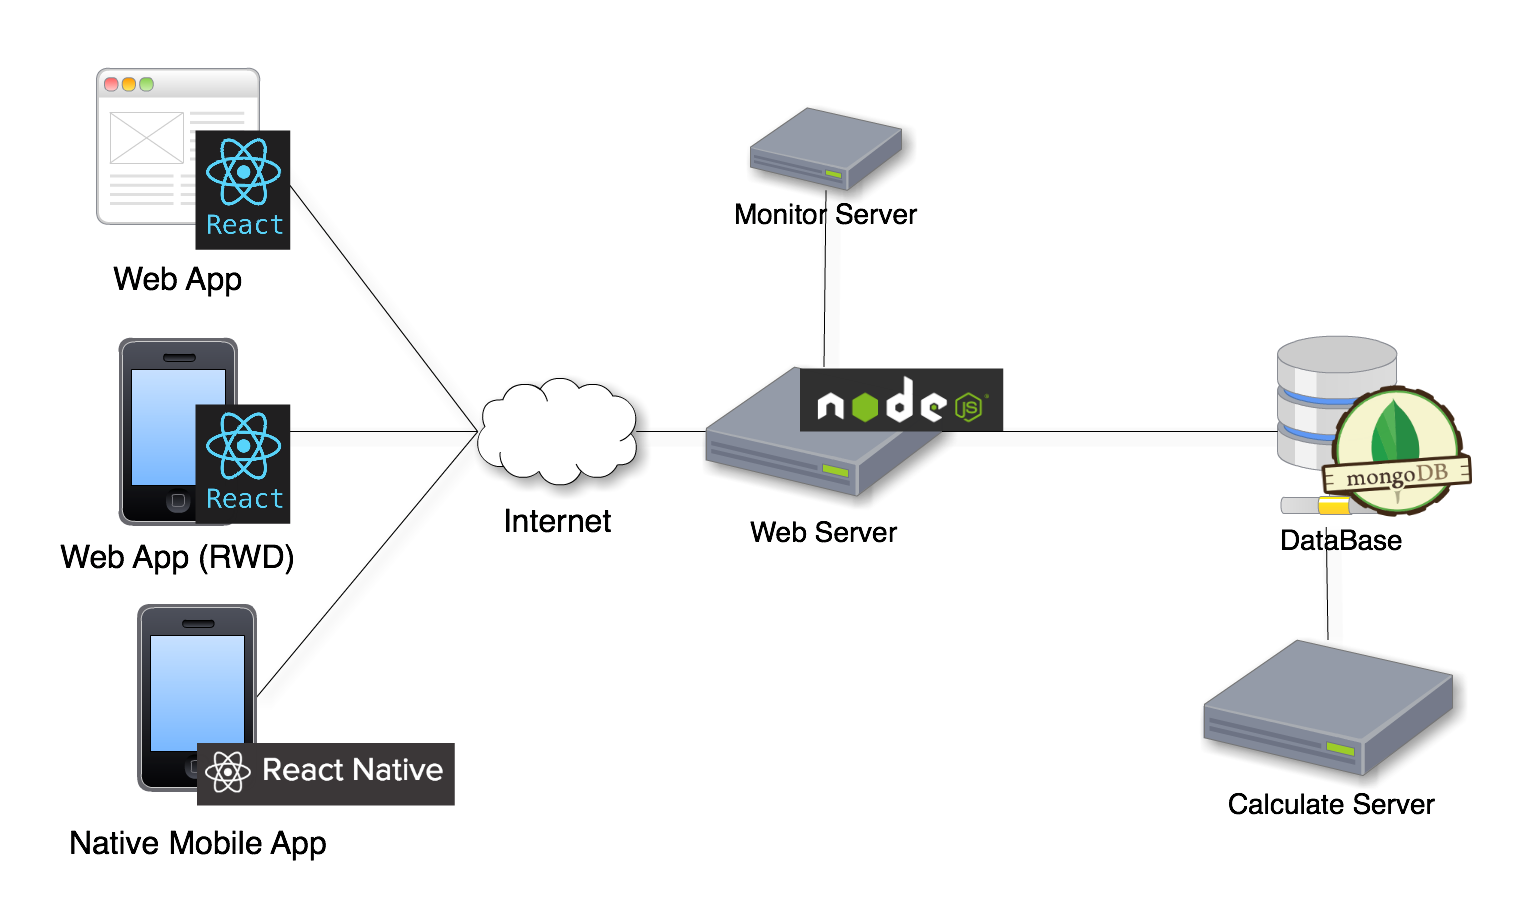 React
Web App
React
Web App (RWD)
React Native
Native Mobile App
Internet
Monitor Server
node
JS
Web Server
mongoDB
DataBase
Calculate Server